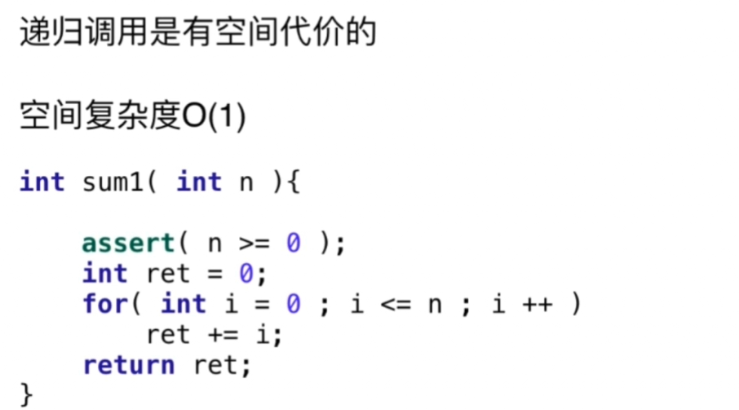 递归调用是有空间代价的
空间复杂度O(1)
int sum1( int n ){
    assert( n >= 0 );
    int ret = 0;
    for( int i = 0 ; i <= n ; i ++ )
        ret += i;
    return ret;
}